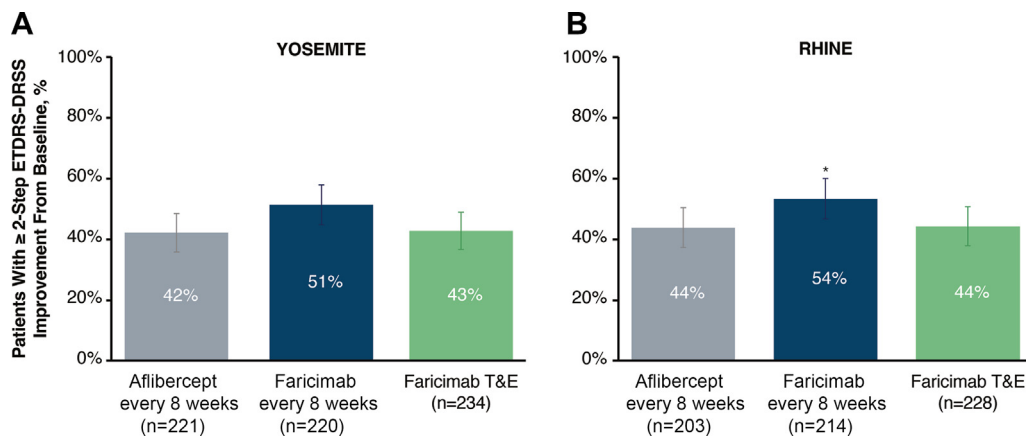 A
YOSEMITE
Patients With ≥ 2-Step ETDRS-DRSS
Improvement From Baseline, %
100%
80%
60%
40%
20%
0%
42%
51%
43%
Aflibercept
every 8 weeks
(n=221)
Faricimab
every 8 weeks
(n=220)
Faricimab T&E
(n=234)
B
RHINE
100%
80%
60%
40%
20%
0%
*
44%
54%
44%
Aflibercept
every 8 weeks
(n=203)
Faricimab
every 8 weeks
(n=214)
Faricimab T&E
(n=228)